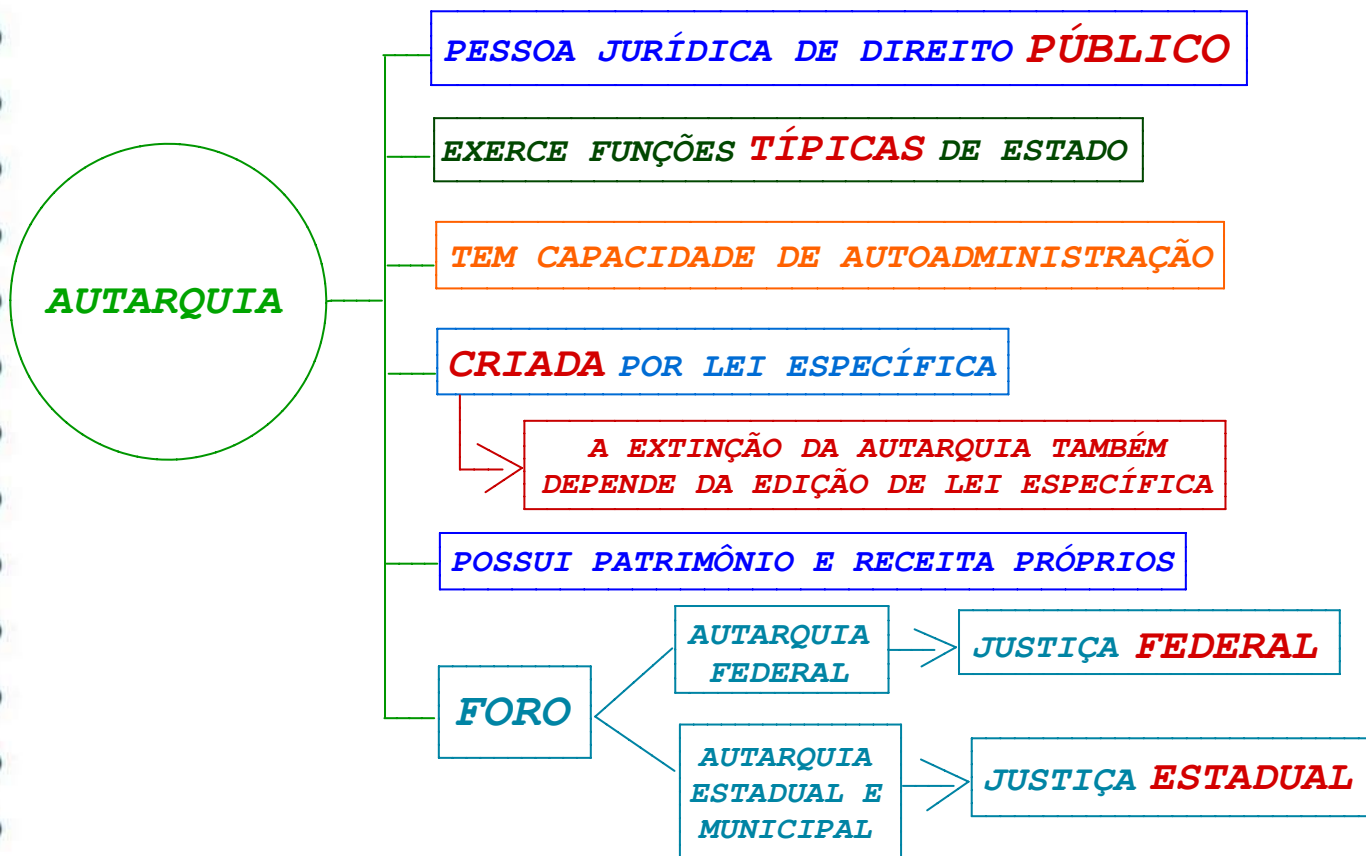 AUTARQUIA
PESSOA JURÍDICA DE DIREITO PÚBLICO
EXERCE FUNÇÕES TÍPICAS DE ESTADO
TEM CAPACIDADE DE AUTOADMINISTRAÇÃO
CRIADA POR LEI ESPECÍFICA
A EXTINÇÃO DA AUTARQUIA TAMBÉM
DEPENDE DA EDIÇÃO DE LEI ESPECÍFICA
POSSUI PATRIMÔNIO E RECEITA PRÓPRIOS
FORO
AUTARQUIA
FEDERAL
JUSTIÇA FEDERAL
AUTARQUIA
ESTADUAL E
MUNICIPAL
JUSTIÇA ESTADUAL